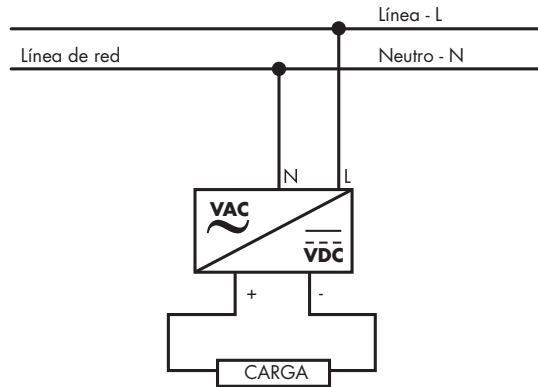 Línea - L
Línea de red
Neutro - N
N
L
VAC
VDC
+
-
CARGA